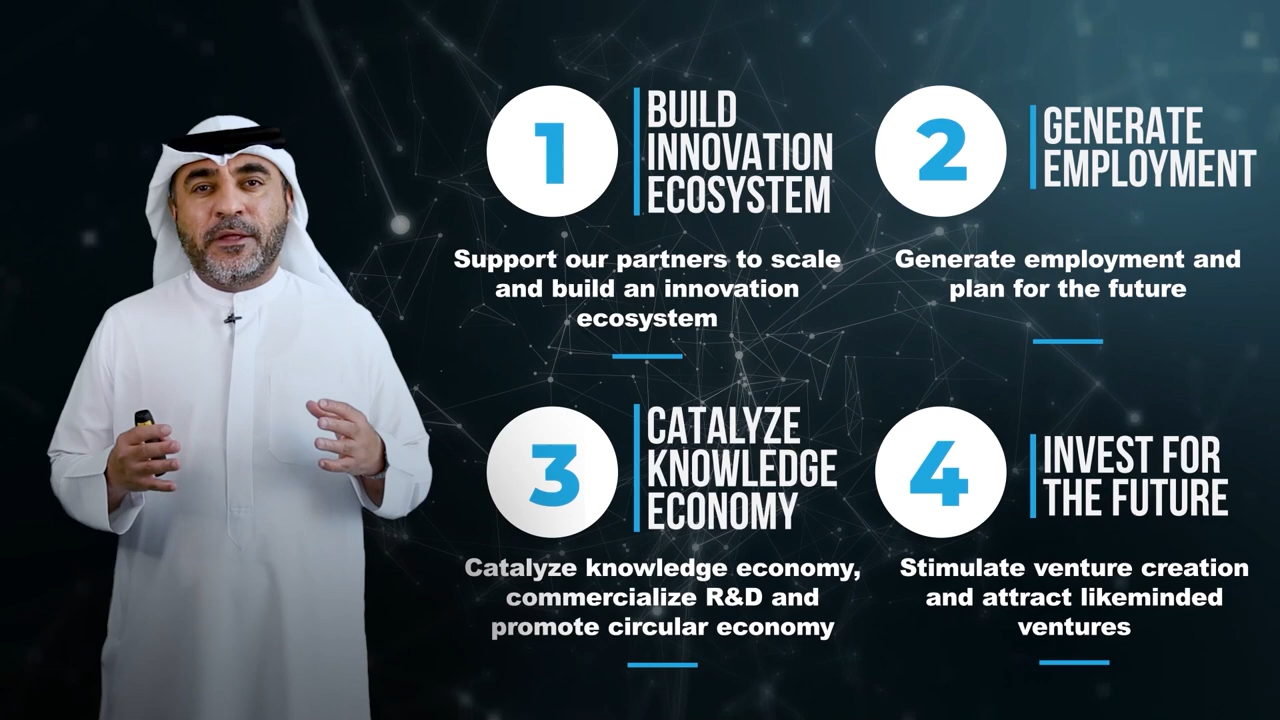 1
BUILD
INNOVATION
ECOSYSTEM
Support our partners to scale
and build an innovation
ecosystem
2
GENERATE
EMPLOYMENT
Generate employment and
plan for the future
3
CATALYZE
KNOWLEDGE
ECONOMY
Catalyze knowledge economy,
commercialize R&D and
promote circular economy
4
INVEST FOR
THE FUTURE
Stimulate venture creation
and attract likeminded
ventures